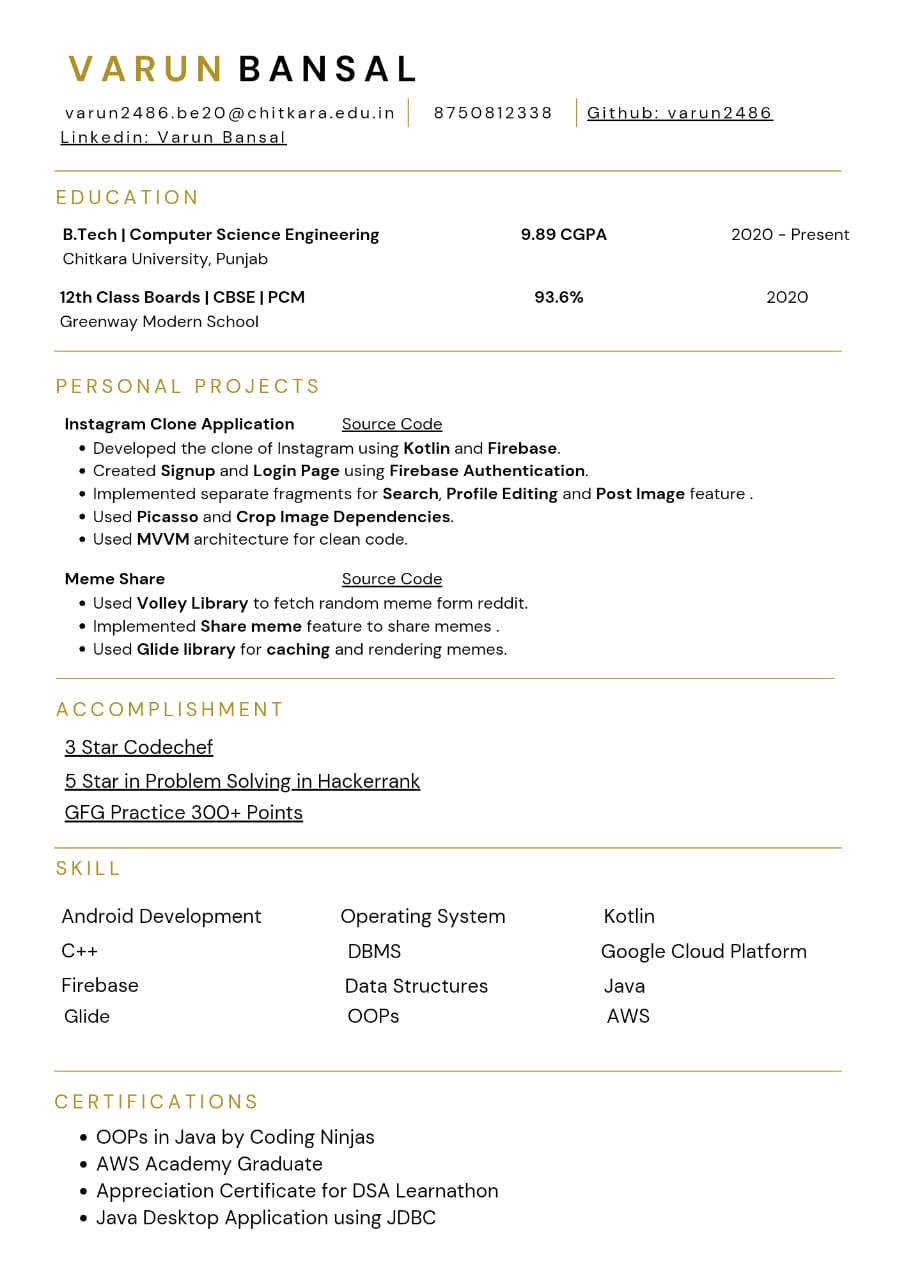 VARUN BANSAL
varun2486.be20@chitkara.edu.in 8750812338 Github: varun2486
Linkedin: Varun Bansal
EDUCATION
B.Tech | Computer Science Engineering 9.89 CGPA 2020 - Present
Chitkara University, Punjab
12th Class Boards | CBSE | PCM 93.6% 2020
Greenway Modern School
PERSONAL PROJECTS
Instagram Clone Application Source Code
• Developed the clone of Instagram using Kotlin and Firebase.
• Created Signup and Login Page using Firebase Authentication.
• Implemented separate fragments for Search, Profile Editing and Post Image feature .
• Used Picasso and Crop Image Dependencies.
• Used MVVM architecture for clean code.
Meme Share Source Code
• Used Volley Library to fetch random meme form reddit.
• Implemented Share meme feature to share memes .
• Used Glide library for caching and rendering memes.
ACCOMPLISHMENT
3 Star Codechef
5 Star in Problem Solving in Hackerrank
GFG Practice 300+ Points
SKILL
Android Development Operating System Kotlin
C++ DBMS Google Cloud Platform
Firebase Data Structures Java
Glide OOPs AWS
CERTIFICATIONS
• OOPs in Java by Coding Ninjas
• AWS Academy Graduate
• Appreciation Certificate for DSA Learnathon
• Java Desktop Application using JDBC